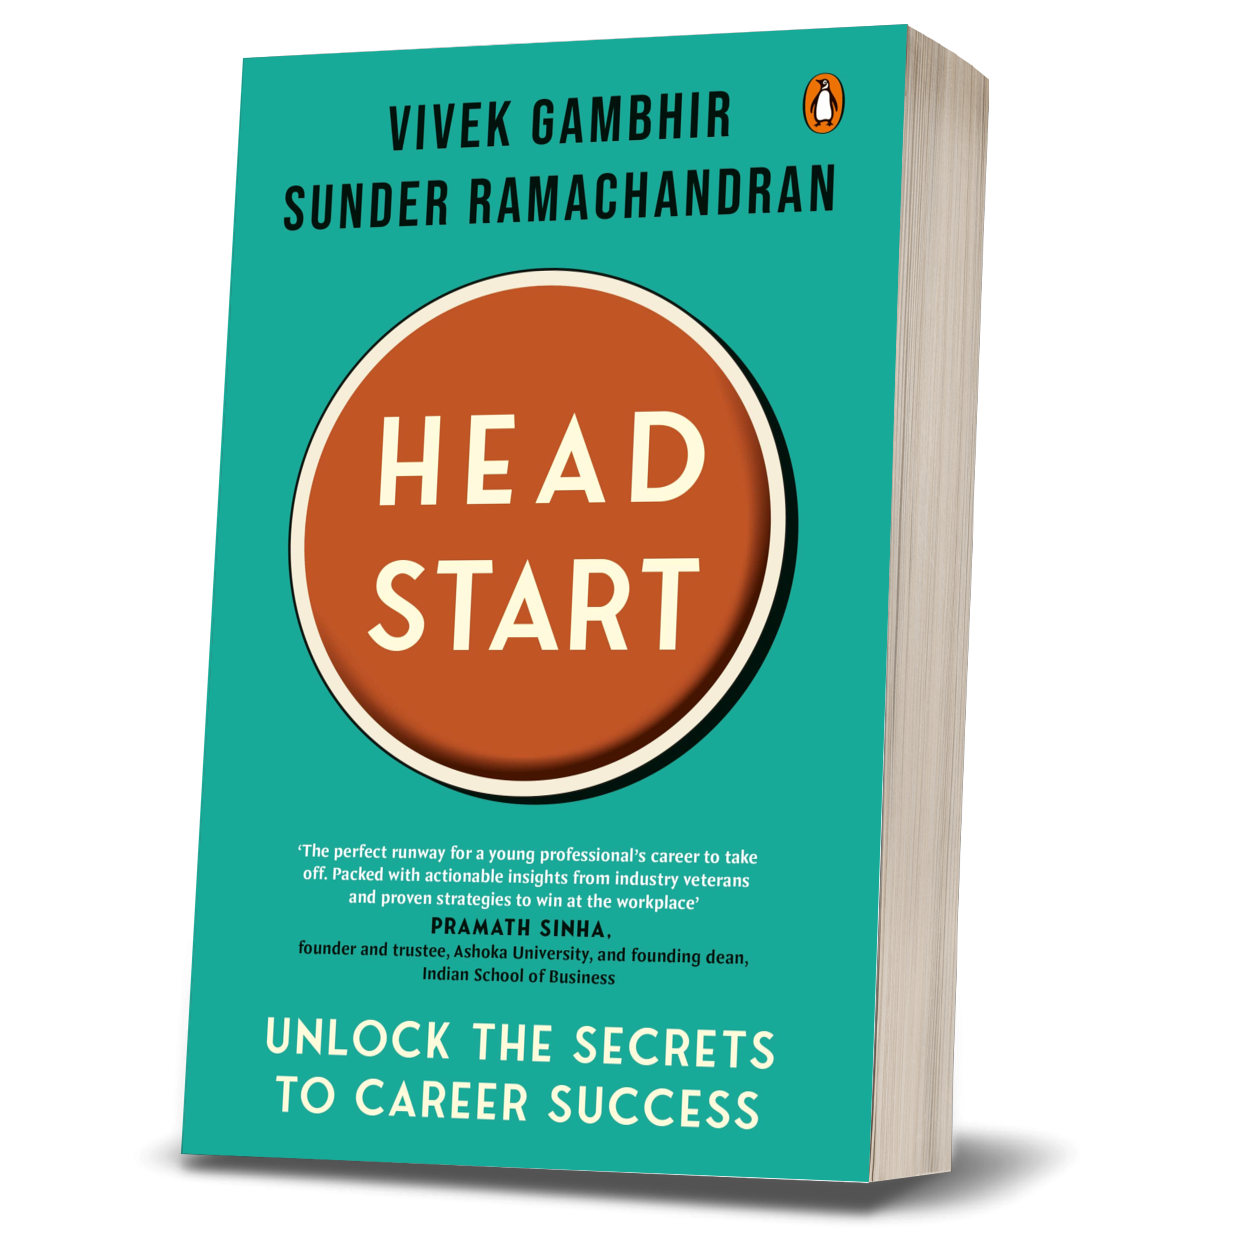 VIVEK GAMBHIR
SUNDER RAMACHANDRAN
HEAD
START
‘The perfect runway for a young professional’s career to take
off. Packed with actionable insights from industry veterans
and proven strategies to win at the workplace’
PRAMATH SINHA,
founder and trustee, Ashoka University, and founding dean,
Indian School of Business
UNLOCK THE SECRETS
TO CAREER SUCCESS